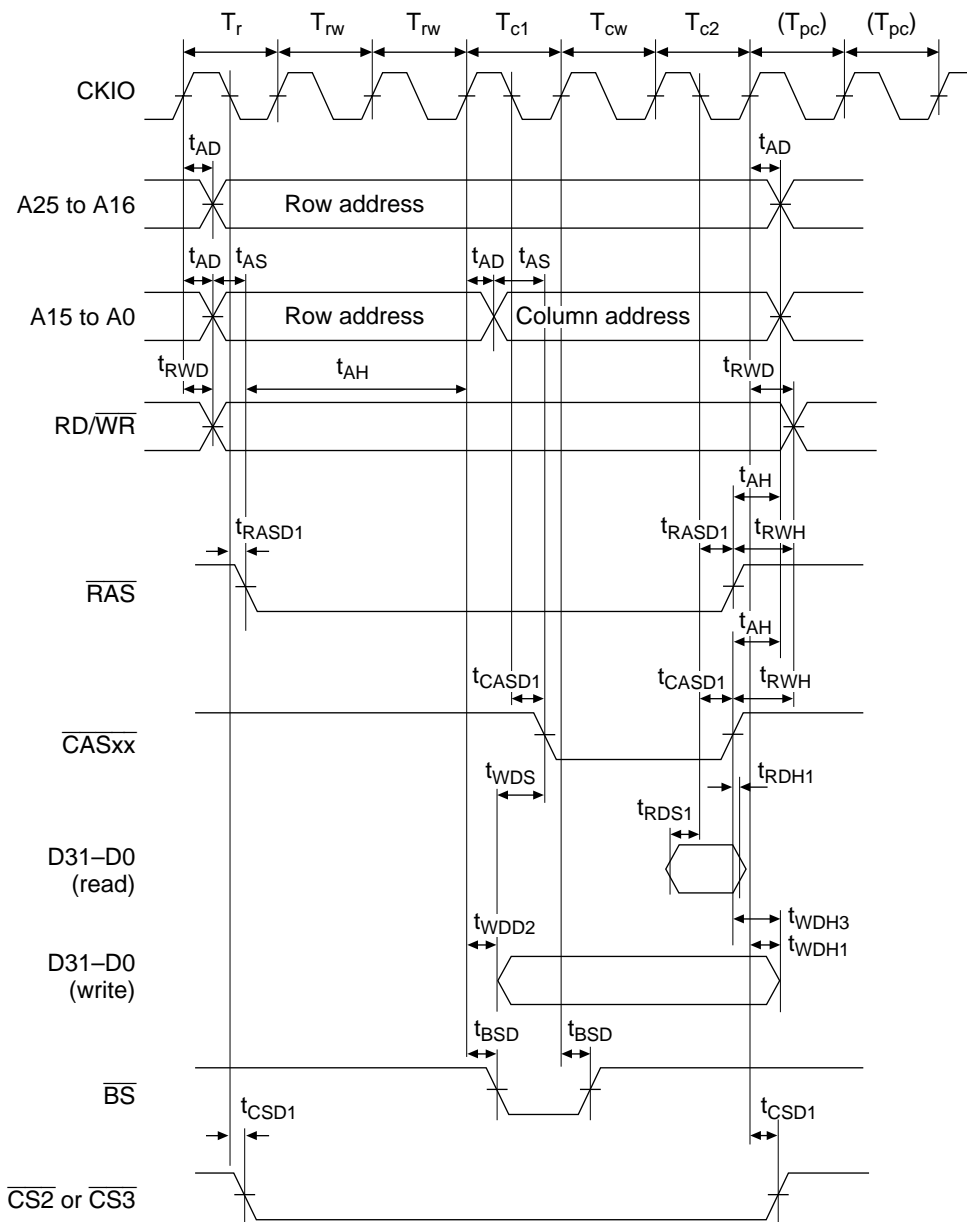 Tr Trw Trw Tc1 Tcw Tc2 (Tpc) (Tpc)
CKIO
tAD tAD
A25 to A16 Row address
tAD tAS tAD tAS
A15 to A0 Row address Column address
tRWD tAH tRWD
RD/WR
tAH
tRASD1 tRASD1 tRWH
RAS
tAH
tCASD1 tCASD1 tRWH
CASxx
tWDS tRDH1
tRDS1
D31–D0
(read)
tWDD2 tWDH3
tWDH1
D31–D0
(write)
tBSD tBSD
BS
tCSD1 tCSD1
CS2 or CS3